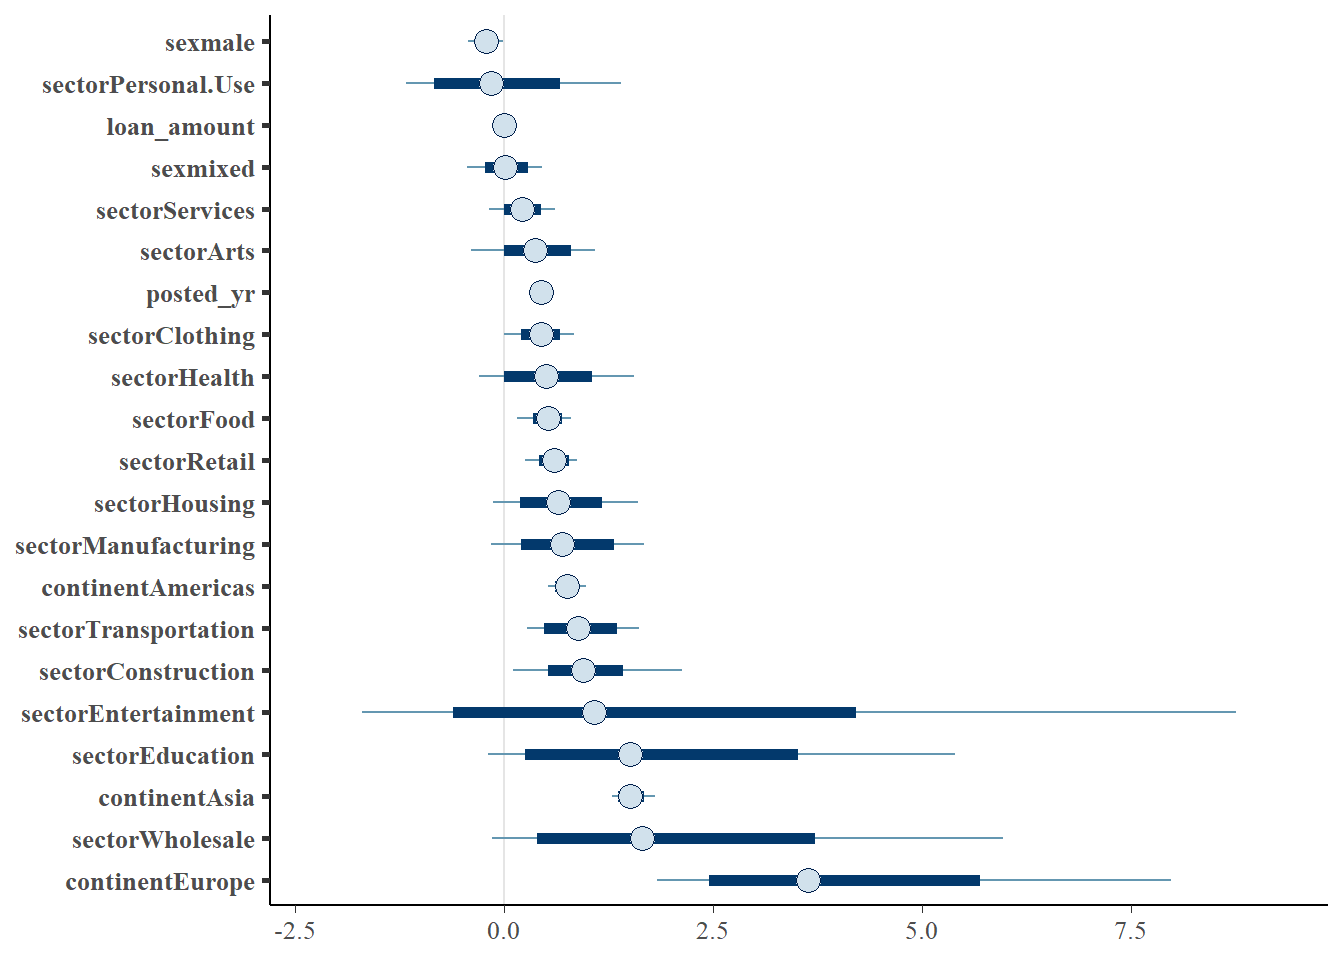 sexmale
sectorPersonal.Use
loan_amount
sexmixed
sectorServices
sectorArts
posted_yr
sectorClothing
sectorHealth
sectorFood
sectorRetail
sectorHousing
sectorManufacturing
continentAmericas
sectorTransportation
sectorConstruction
sectorEntertainment
sectorEducation
continentAsia
sectorWholesale
continentEurope
-2.5 0.0 2.5 5.0 7.5